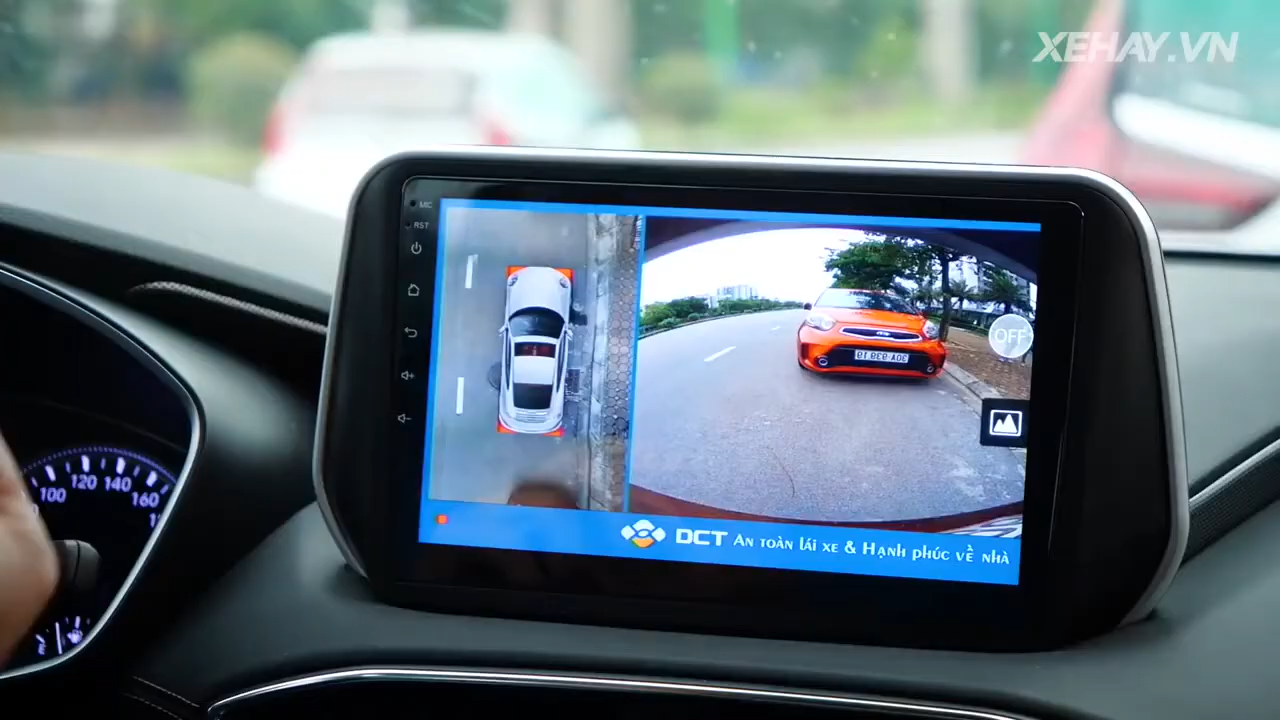 XEHAY.VN
MIC
RST
OFF
DCT AN TOÀN LÁI XE & HẠNH PHÚC VỀ NHÀ
100 120 140 160